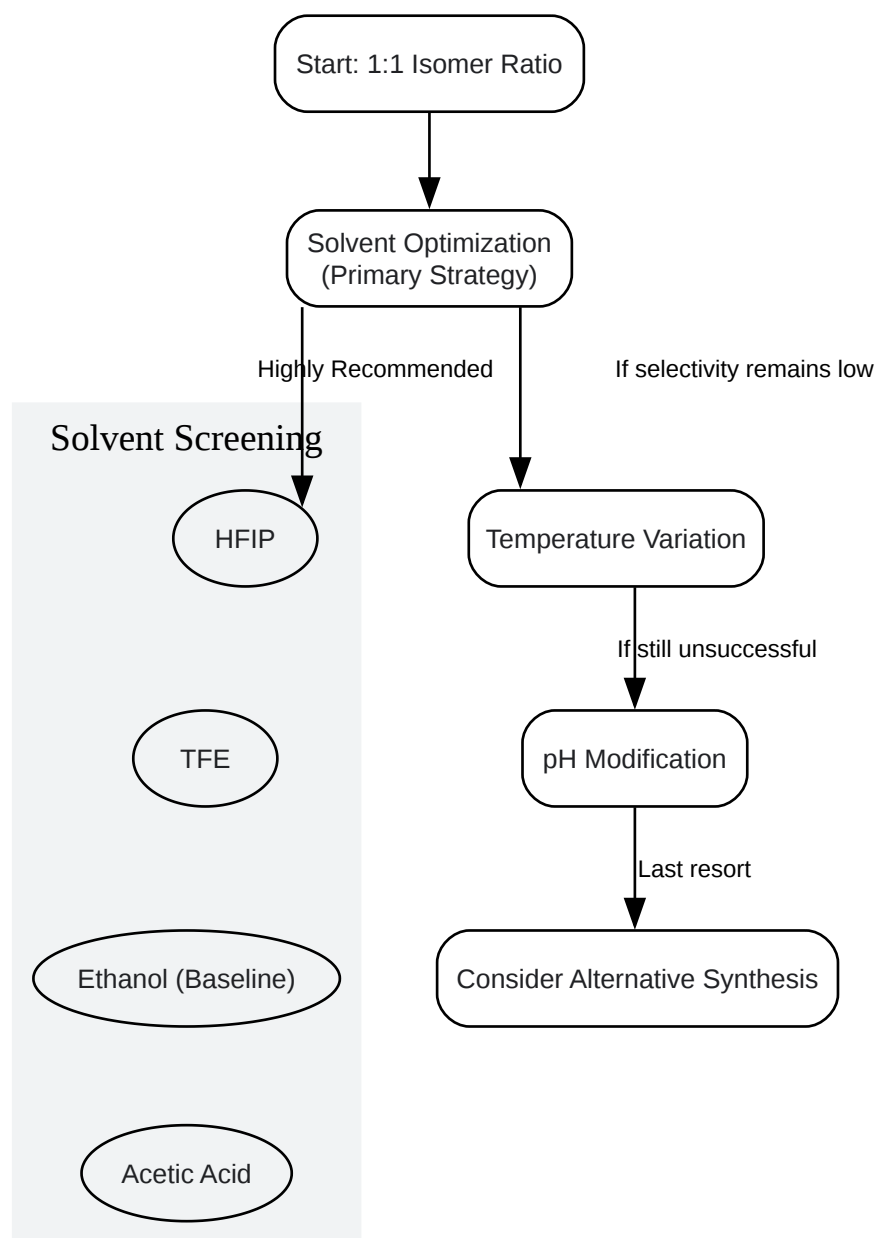 Start: 1:1 Isomer Ratio
Solvent Optimization
(Primary Strategy)
Highly Recommended
If selectivity remains low
Solvent Screening
HFIP
Temperature Variation
If still unsuccessful
TFE
pH Modification
Last resort
Ethanol (Baseline)
Consider Alternative Synthesis
Acetic Acid